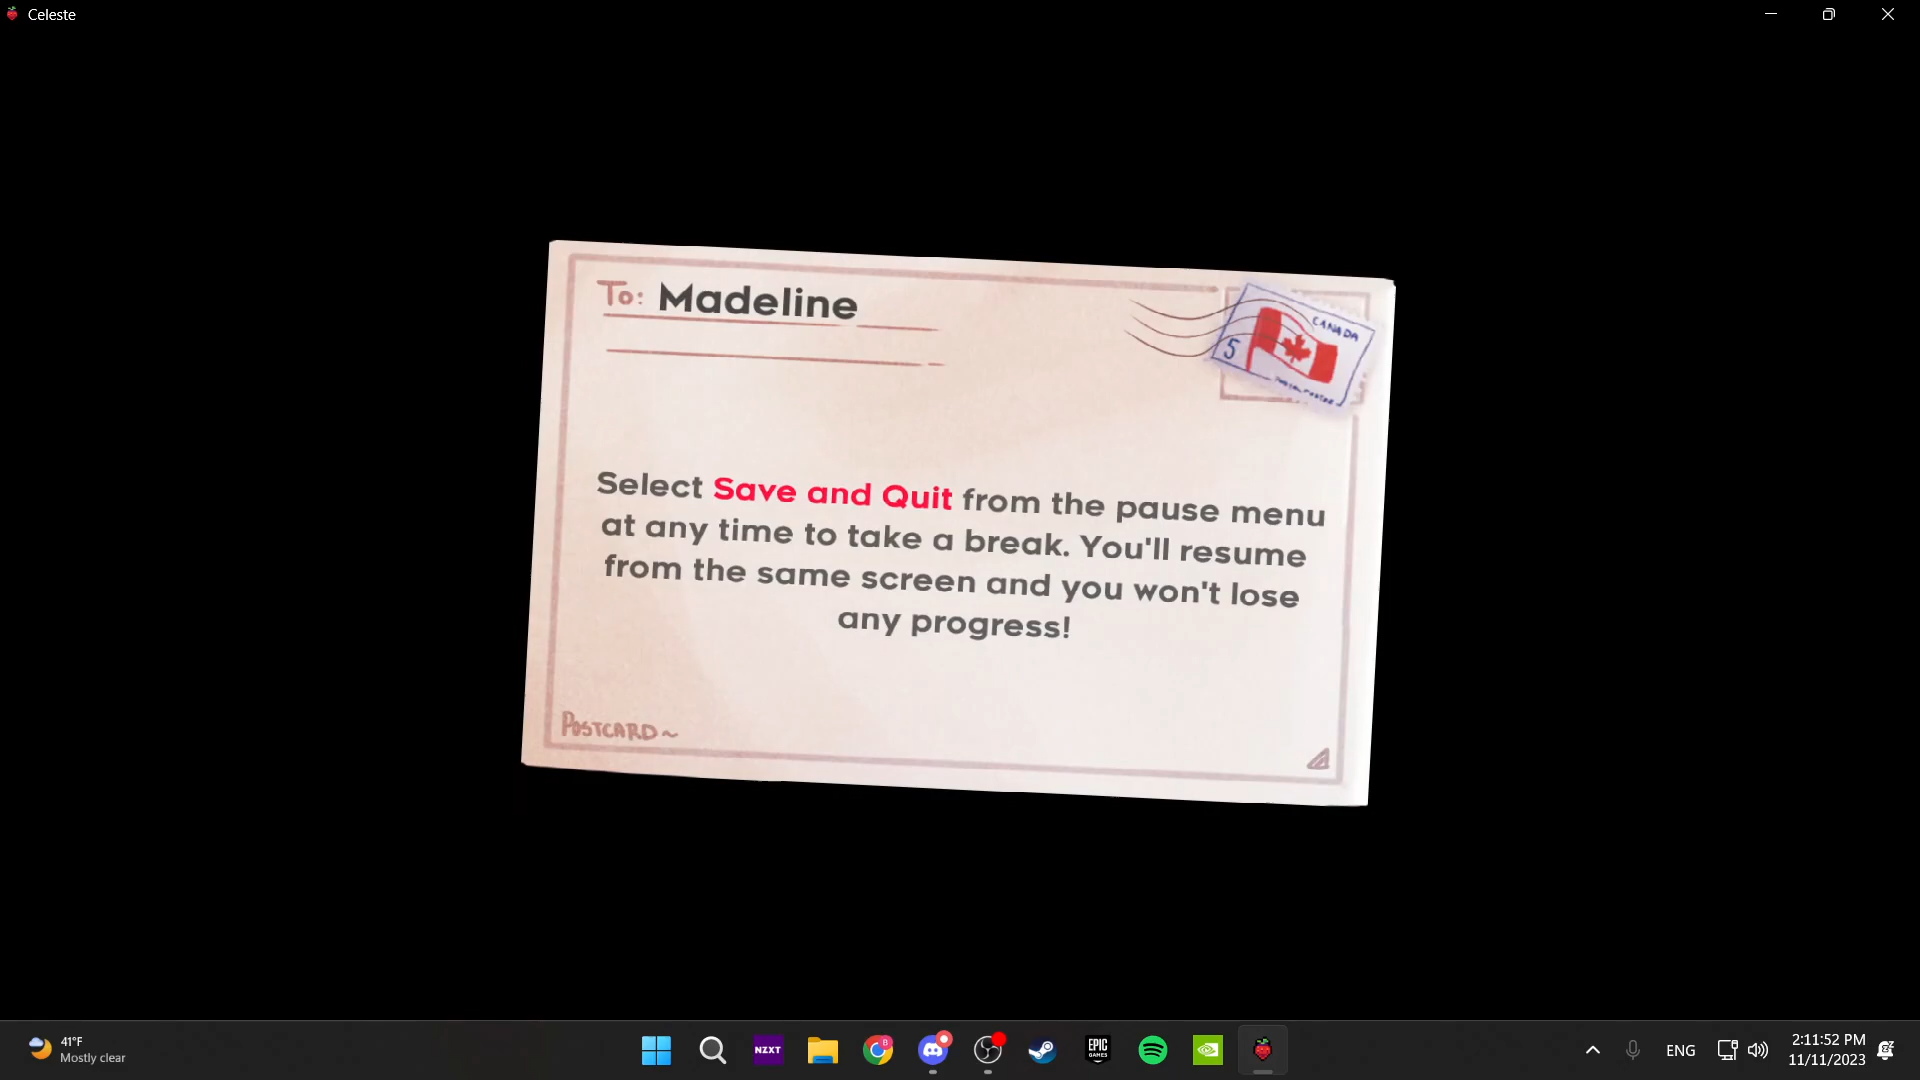 Celeste
To: Madeline
CANADA
5
Select Save and Quit from the pause menu
at any time to take a break. You'll resume
from the same screen and you won't lose
any progress!
POSTCARD~
41°F
Mostly clear
NZXT
B
EPIC
GAMES
ENG
2:11:52 PM
11/11/2023